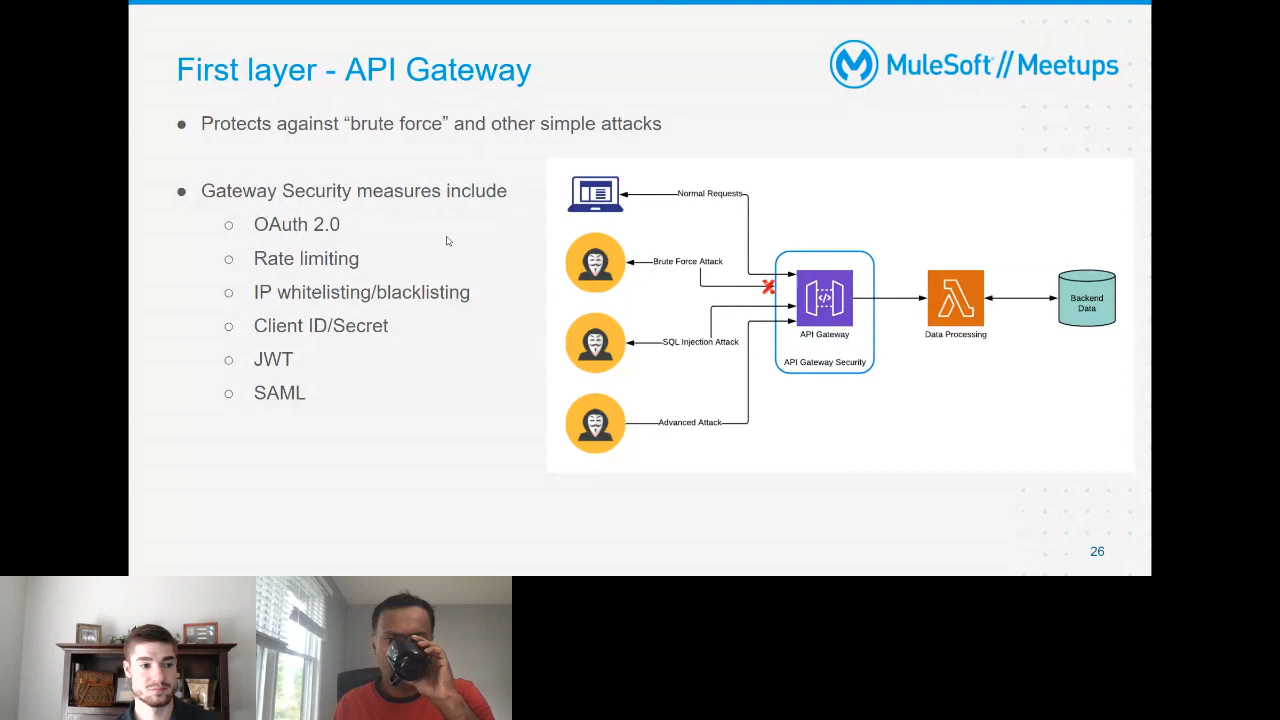 First layer - API Gateway
MuleSoft // Meetups
● Protects against “brute force” and other simple attacks
● Gateway Security measures include
○ OAuth 2.0
○ Rate limiting
○ IP whitelisting/blacklisting
○ Client ID/Secret
○ JWT
○ SAML
Normal Requests
Brute Force Attack
SQL Injection Attack
Advanced Attack
API Gateway
API Gateway Security
Data Processing
Backend
Data
26